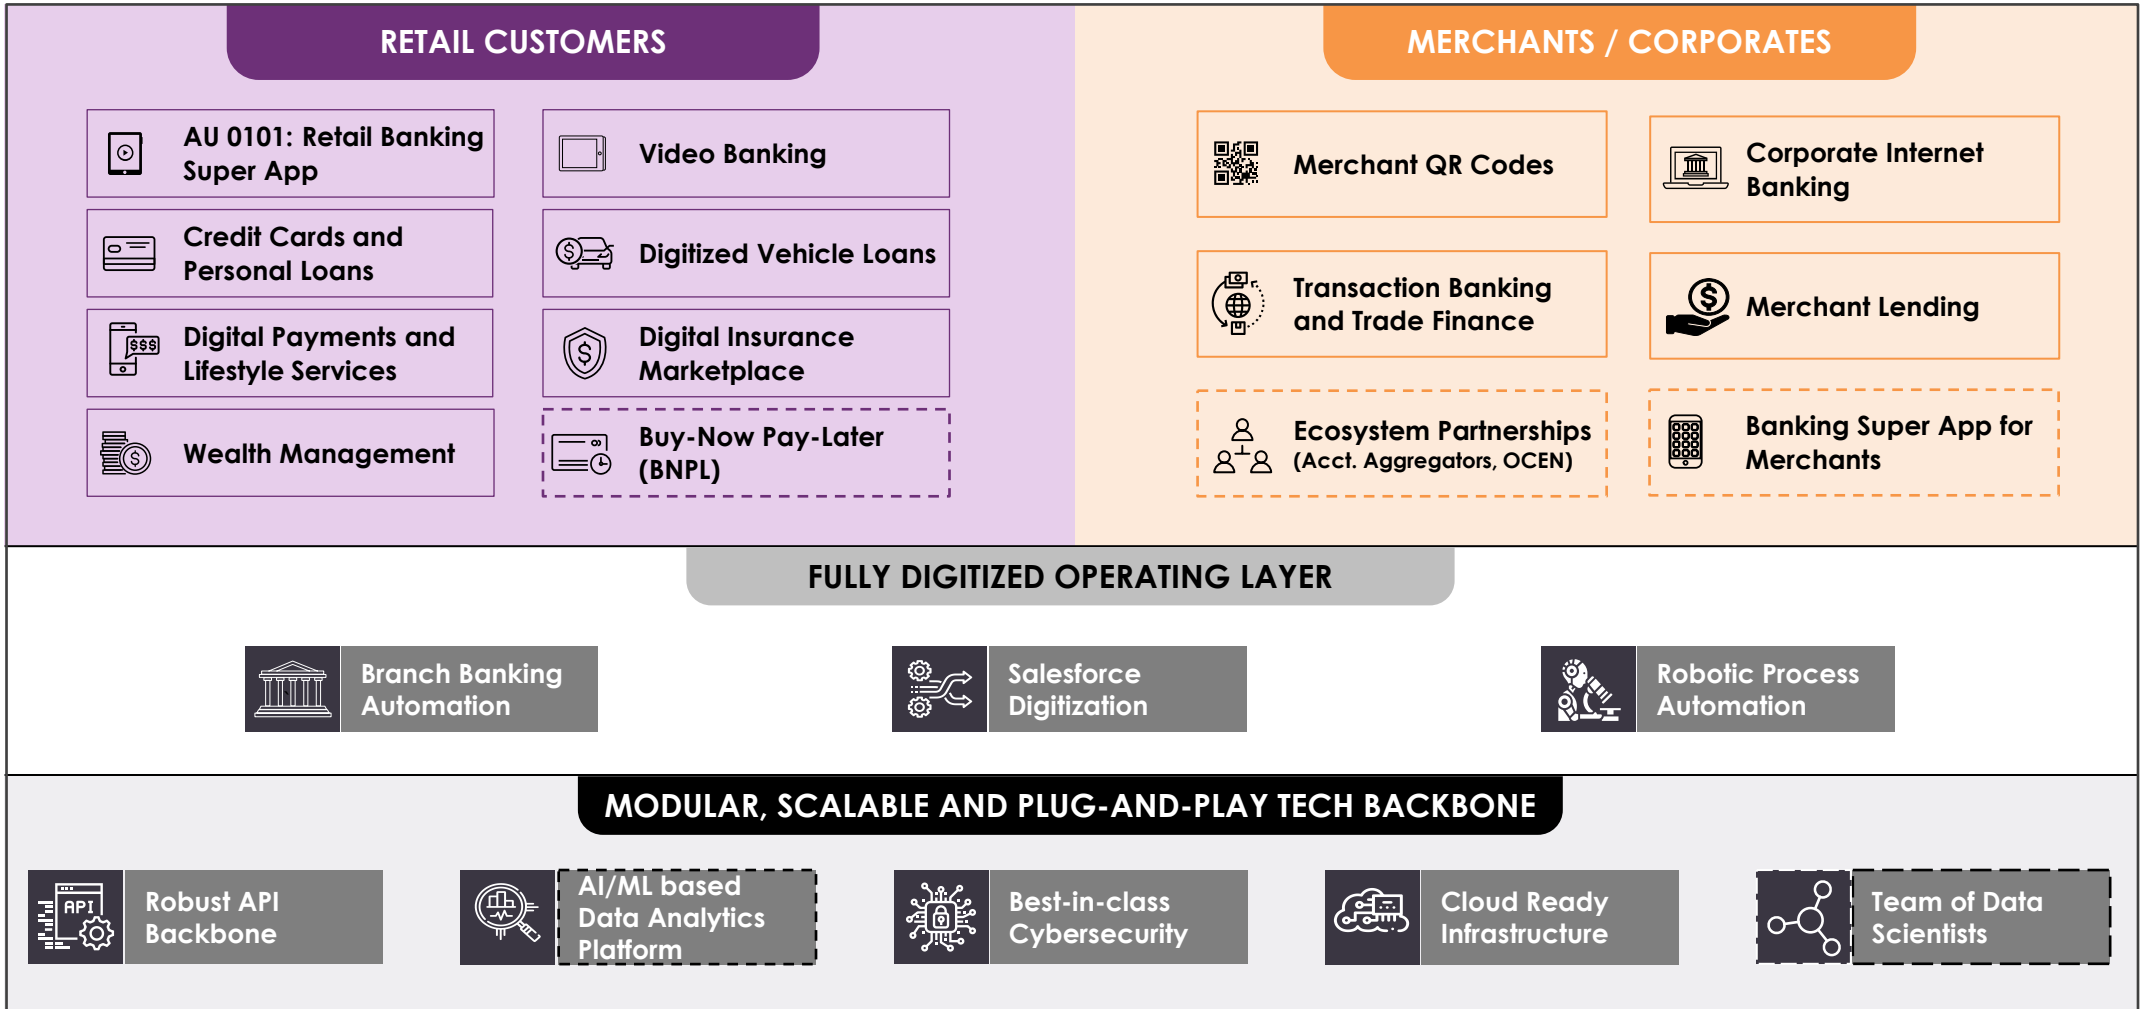 RETAIL CUSTOMERS
AU 0101: Retail Banking
Super App
Video Banking
Credit Cards and
Personal Loans
Digitized Vehicle Loans
$
Digital Payments and
Lifestyle Services
$$$
Digital Insurance
Marketplace
$
Wealth Management
$
Buy-Now Pay-Later
(BNPL)
MERCHANTS / CORPORATES
Merchant QR Codes
Corporate Internet
Banking
Transaction Banking
and Trade Finance
Merchant Lending
$
Ecosystem Partnerships
(Acct. Aggregators, OCEN)
Banking Super App for
Merchants
FULLY DIGITIZED OPERATING LAYER
Branch Banking
Automation
Salesforce
Digitization
Robotic Process
Automation
MODULAR, SCALABLE AND PLUG-AND-PLAY TECH BACKBONE
API
Robust API
Backbone
AI/ML based
Data Analytics
Platform
Best-in-class
Cybersecurity
Cloud Ready
Infrastructure
Team of Data
Scientists